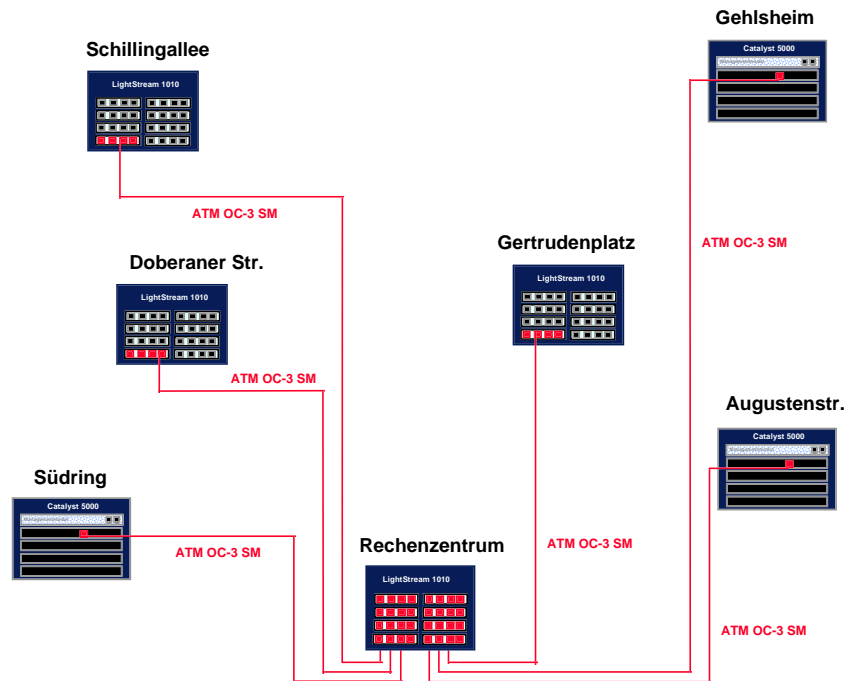 Gehlsheim
Catalyst 5000
Schillingallee
LightStream 1010
ATM OC-3 SM
Gertrudenplatz
LightStream 1010
ATM OC-3 SM
Doberaner Str.
LightStream 1010
ATM OC-3 SM
Augustenstr.
Catalyst 5000
Südring
Catalyst 5000
ATM OC-3 SM
Rechenzentrum
LightStream 1010
ATM OC-3 SM
ATM OC-3 SM